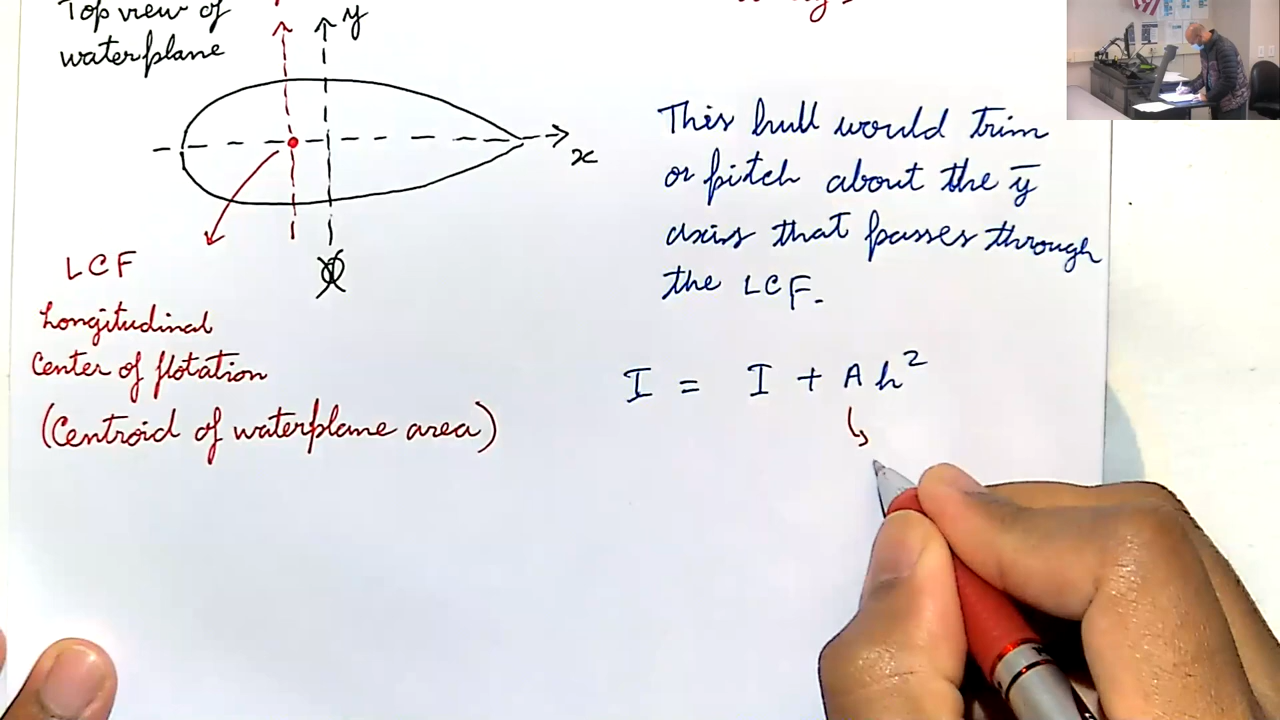 Top view of
waterplane
y
x
LCF
Longitudinal
Center of flotation
(Centroid of waterplane area)
This hull would trim
or pitch about the ȳ
axis that passes through
the LCF.
I = I + Ah²